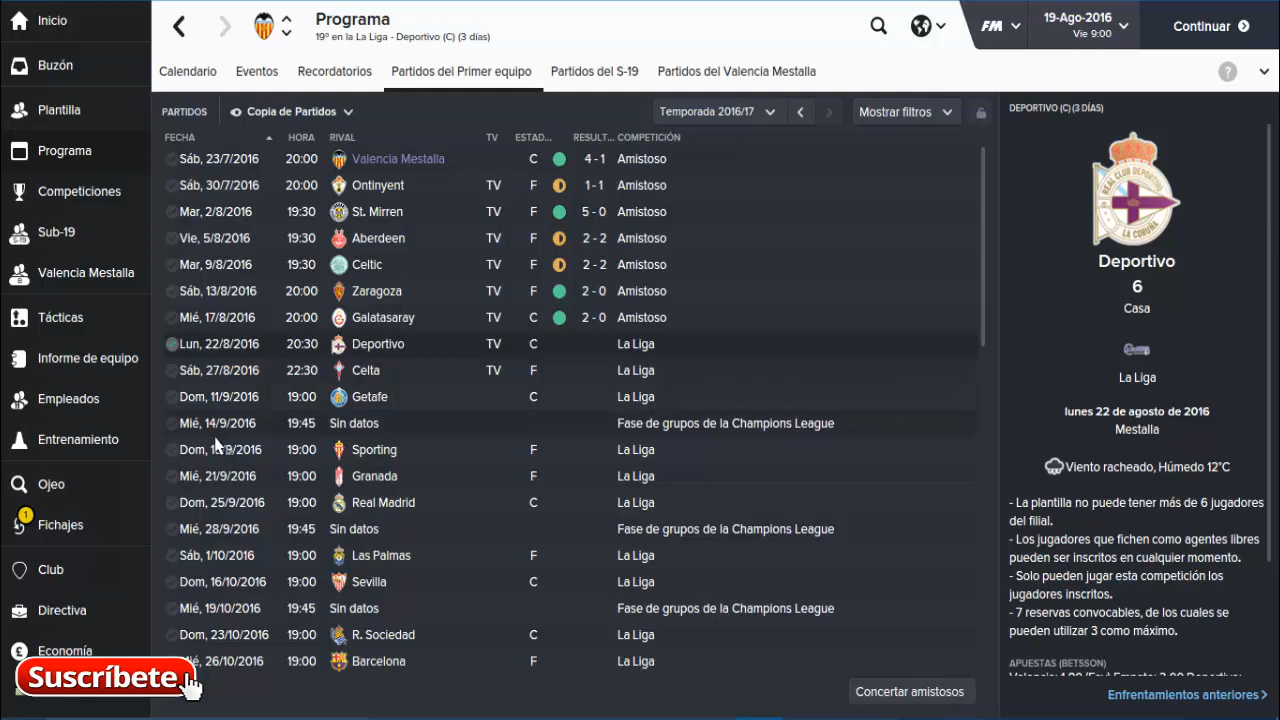 Inicio
Buzón
Plantilla
Programa
Competiciones
S-19
Sub-19
B
Valencia Mestalla
Tácticas
Informe de equipo
Empleados
Entrenamiento
Ojeo
1
Fichajes
Club
Directiva
Economía
Suscríbete
Programa
19º en la La Liga - Deportivo (C) (3 días)
FM
19-Ago-2016
Vie 9:00
Continuar
Calendario Eventos Recordatorios Partidos del Primer equipo Partidos del S-19 Partidos del Valencia Mestalla
?
PARTIDOS Copia de Partidos Temporada 2016/17 Mostrar filtros
FECHA HORA RIVAL TV ESTAD... RESULT... COMPETICIÓN
Sáb, 23/7/2016 20:00 Valencia Mestalla C 4 - 1 Amistoso
Sáb, 30/7/2016 20:00 Ontinyent TV F 1 - 1 Amistoso
Mar, 2/8/2016 19:30 St. Mirren TV F 5 - 0 Amistoso
Vie, 5/8/2016 19:30 Aberdeen TV F 2 - 2 Amistoso
Mar, 9/8/2016 19:30 Celtic TV F 2 - 2 Amistoso
Sáb, 13/8/2016 20:00 Zaragoza TV F 2 - 0 Amistoso
Mié, 17/8/2016 20:00 Galatasaray TV C 2 - 0 Amistoso
Lun, 22/8/2016 20:30 Deportivo TV C La Liga
Sáb, 27/8/2016 22:30 Celta TV F La Liga
Dom, 11/9/2016 19:00 Getafe C La Liga
Mié, 14/9/2016 19:45 Sin datos Fase de grupos de la Champions League
Dom, 9/2016 19:00 Sporting F La Liga
Mié, 21/9/2016 19:00 Granada F La Liga
Dom, 25/9/2016 19:00 Real Madrid C La Liga
Mié, 28/9/2016 19:45 Sin datos Fase de grupos de la Champions League
Sáb, 1/10/2016 19:00 Las Palmas F La Liga
Dom, 16/10/2016 19:00 Sevilla C La Liga
Mié, 19/10/2016 19:45 Sin datos Fase de grupos de la Champions League
Dom, 23/10/2016 19:00 R. Sociedad C La Liga
26/10/2016 19:00 Barcelona F La Liga
Concertar amistosos
DEPORTIVO (C) (3 DÍAS)
Deportivo
6
Casa
La Liga
lunes 22 de agosto de 2016
Mestalla
Viento racheado, Húmedo 12°C
- La plantilla no puede tener más de 6 jugadores
del filial.
- Los jugadores que fichen como agentes libres
pueden ser inscritos en cualquier momento.
- Solo pueden jugar esta competición los
jugadores inscritos.
- 7 reservas convocables, de los cuales se
pueden utilizar 3 como máximo.
APUESTAS (BETSSON)
Enfrentamientos anteriores